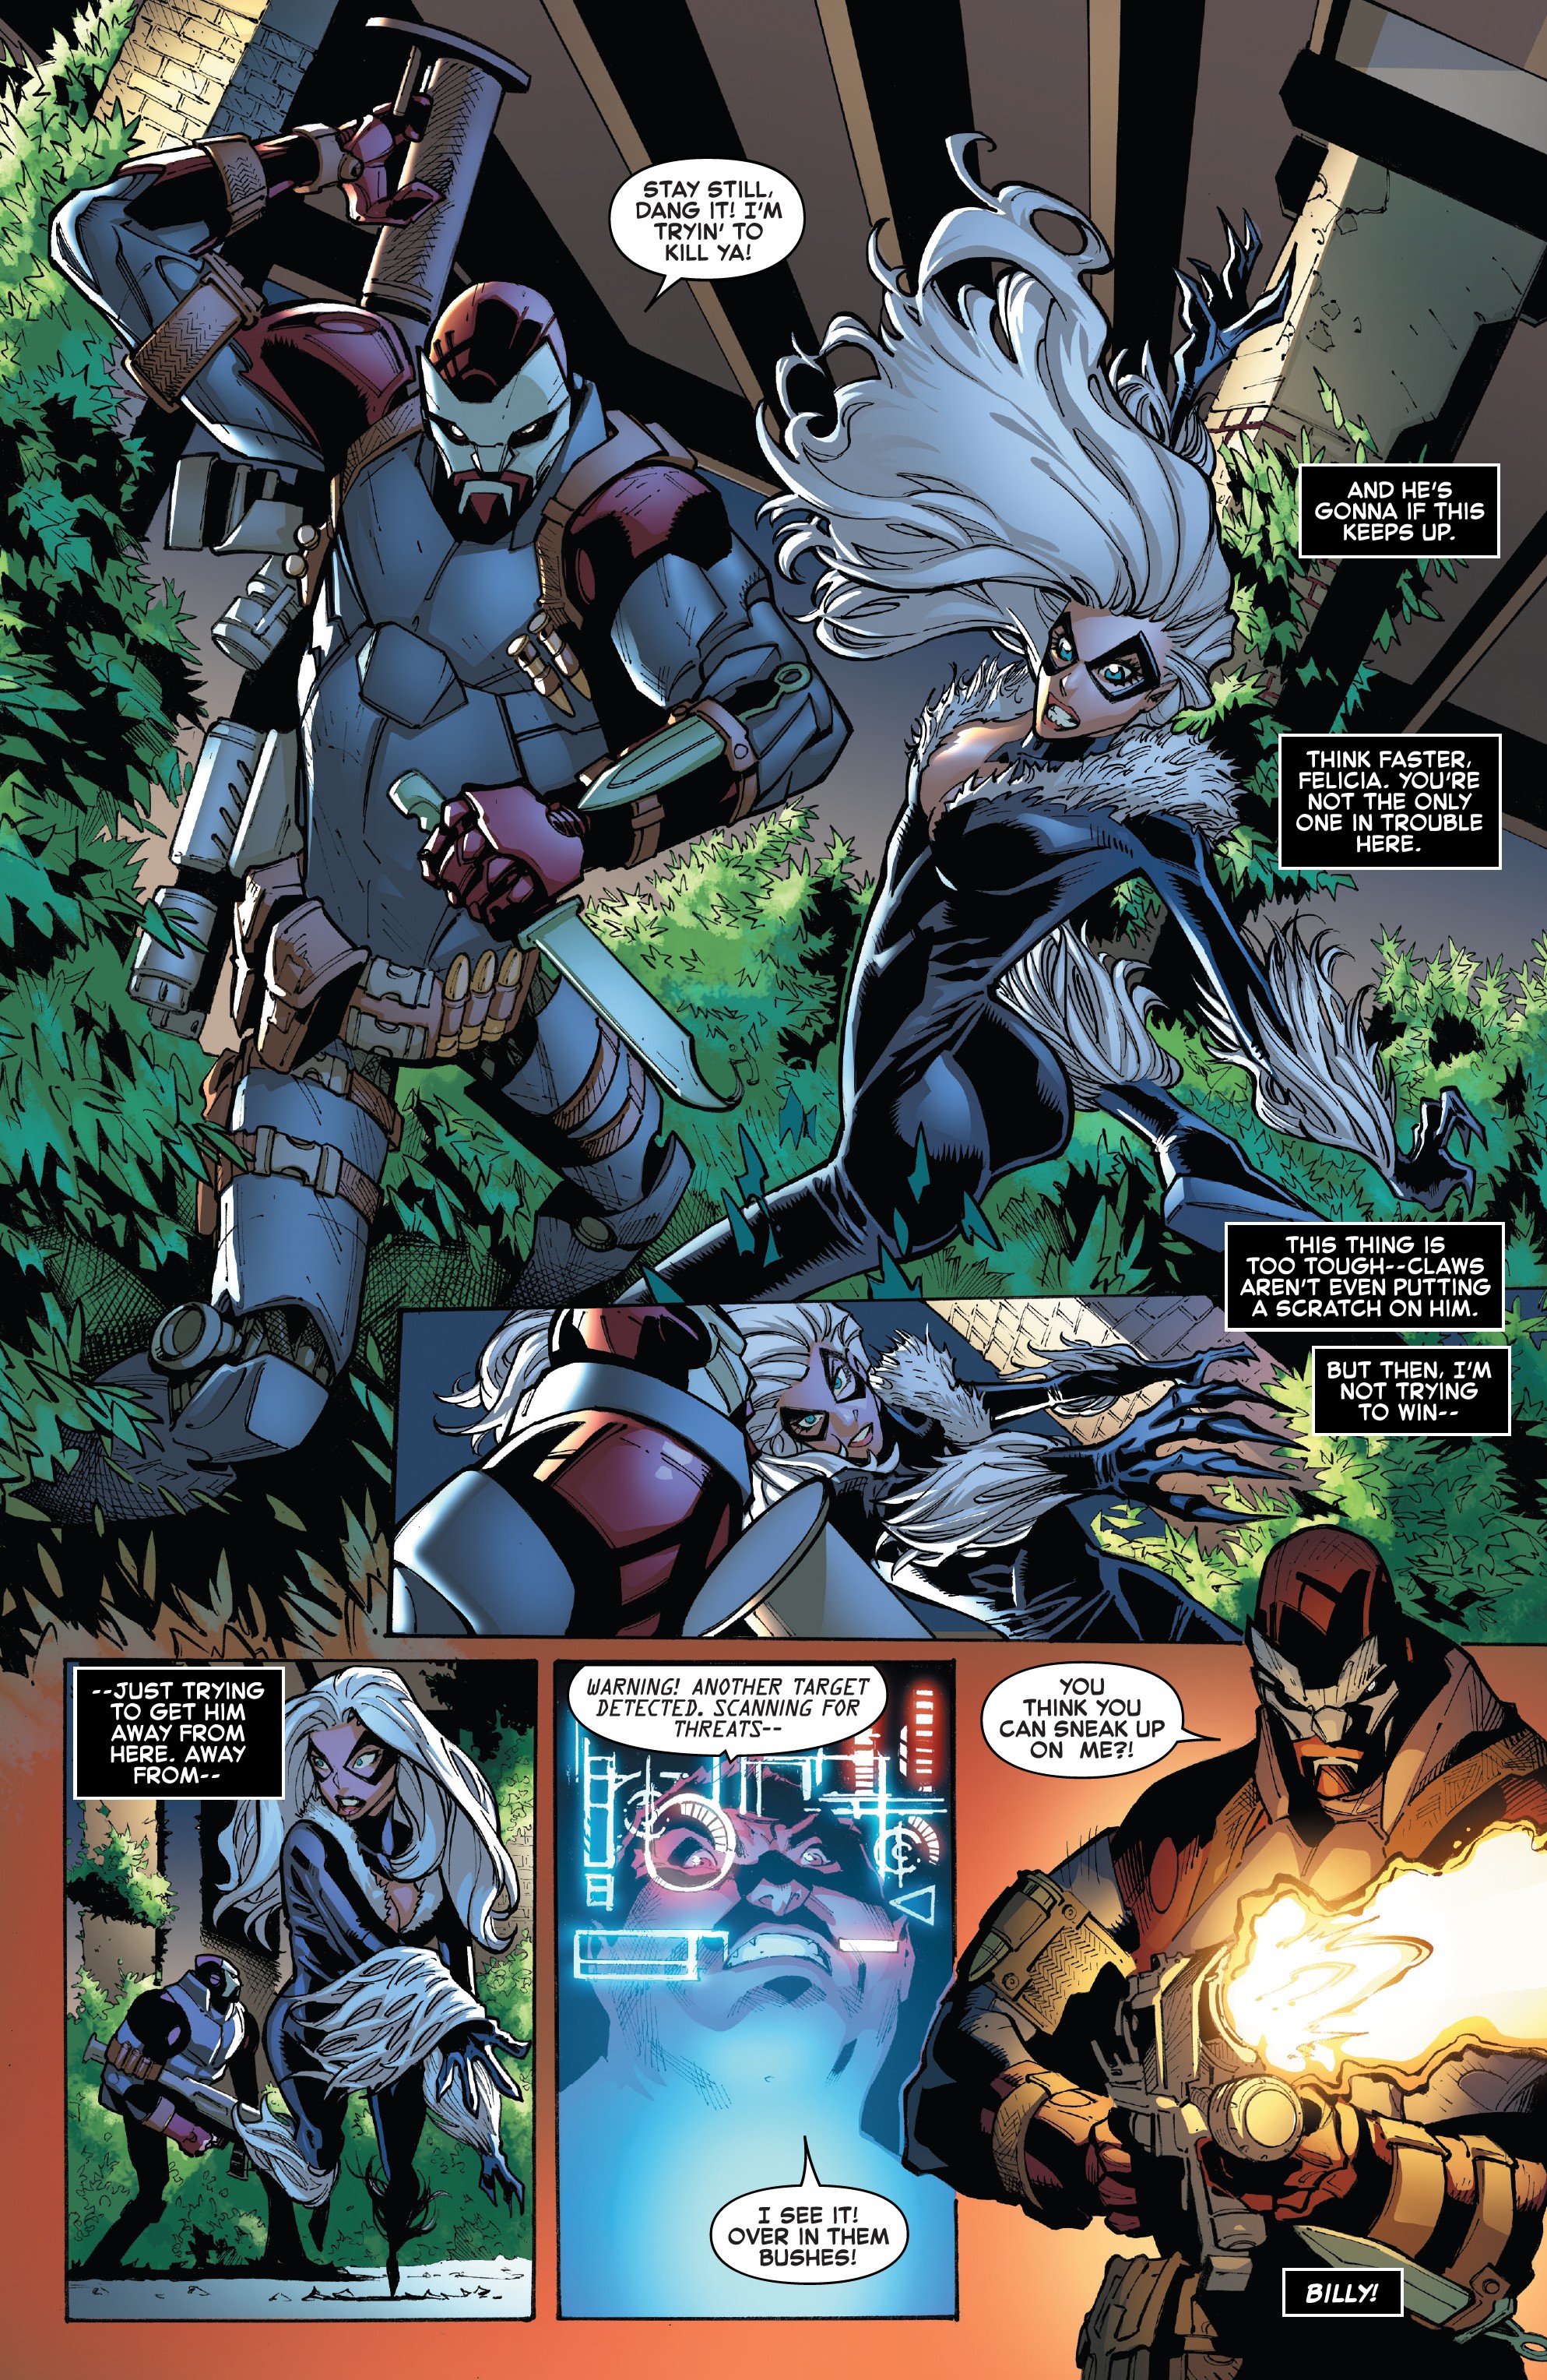 STAY STILL,
DANG IT! I'M
TRYIN' TO
KILL YA!
AND HE'S
GONNA IF THIS
KEEPS UP.
THINK FASTER,
FELICIA. YOU'RE
NOT THE ONLY
ONE IN TROUBLE
HERE.
THIS THING IS
TOO TOUGH--CLAWS
AREN'T EVEN PUTTING
A SCRATCH ON HIM.
BUT THEN, I'M
NOT TRYING
TO WIN--
--JUST TRYING
TO GET HIM
AWAY FROM
HERE. AWAY
FROM--
WARNING! ANOTHER TARGET
DETECTED. SCANNING FOR
THREATS--
I SEE IT!
OVER IN THEM
BUSHES!
YOU
THINK YOU
CAN SNEAK UP
ON ME?!
BILLY!